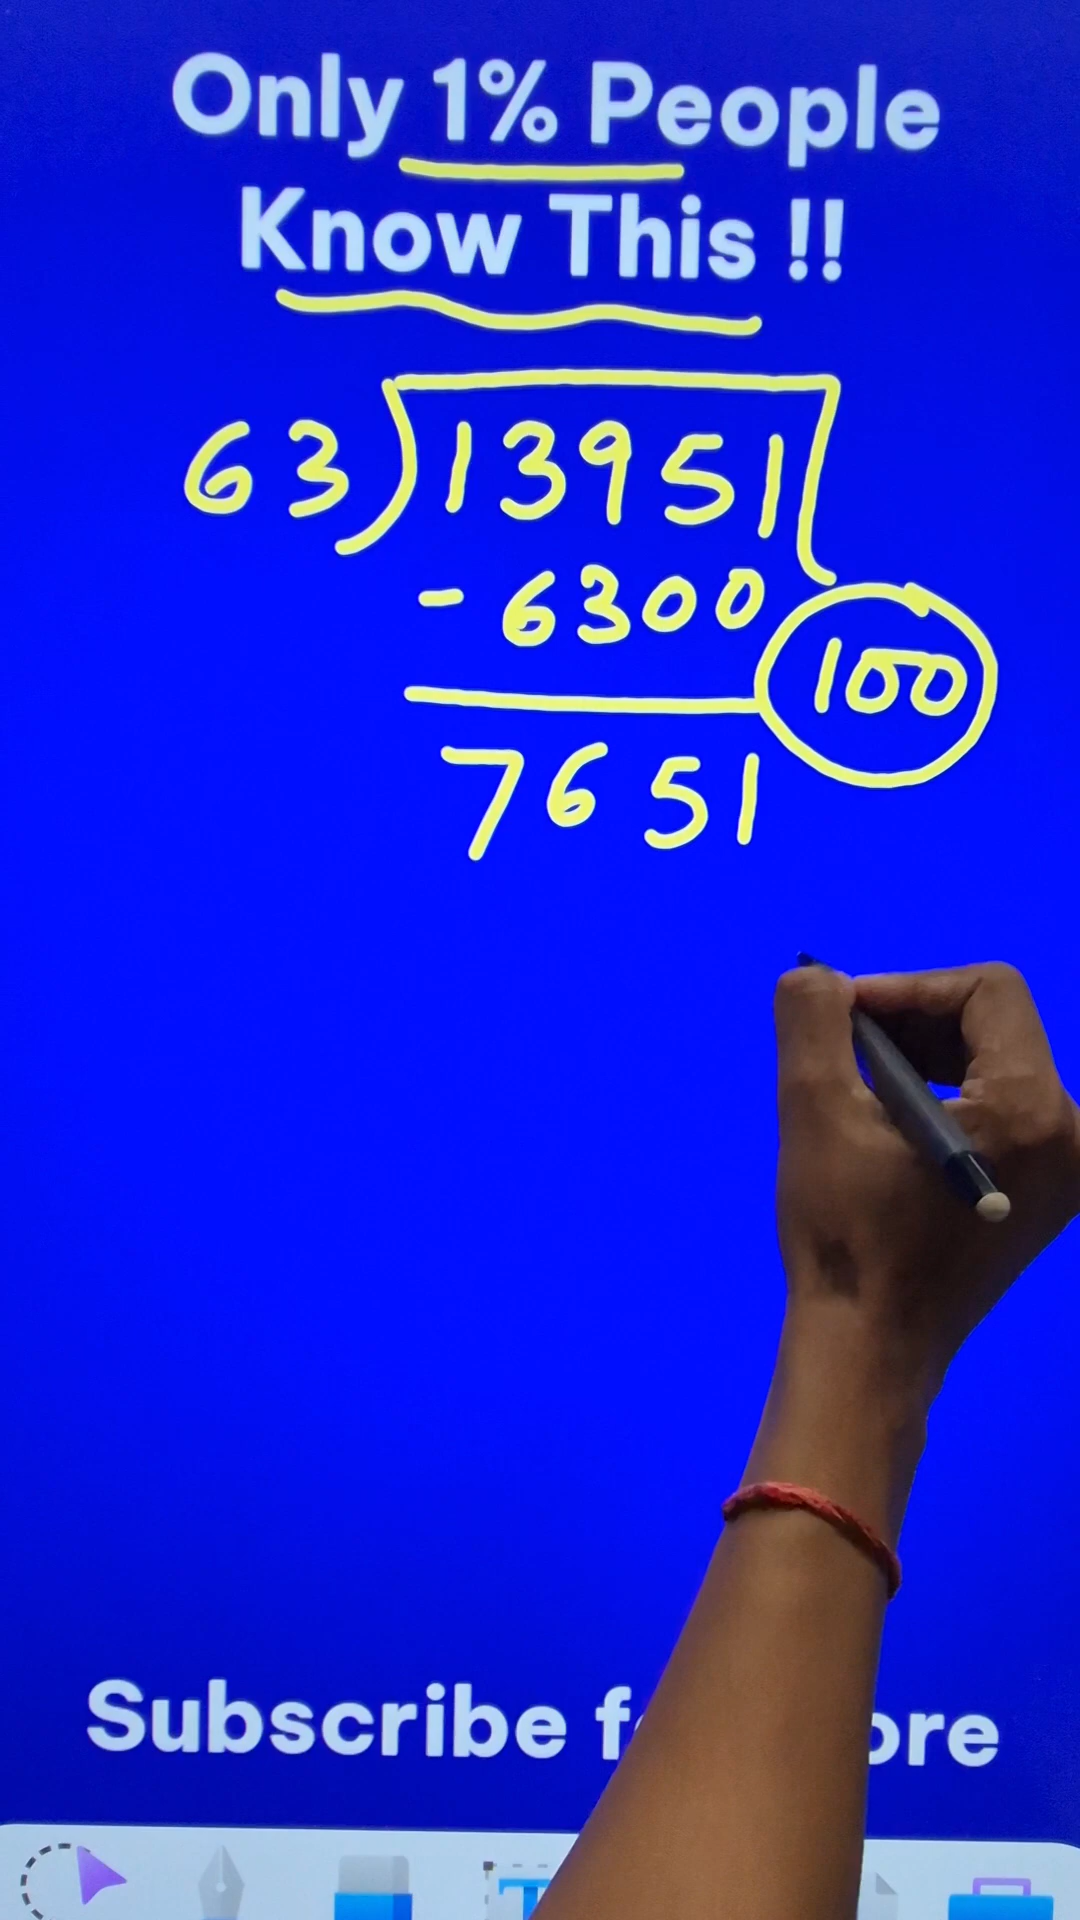 Only 1% People
Know This !!
63)13951
- 6300
100
7651
Subscribe f
ore
T